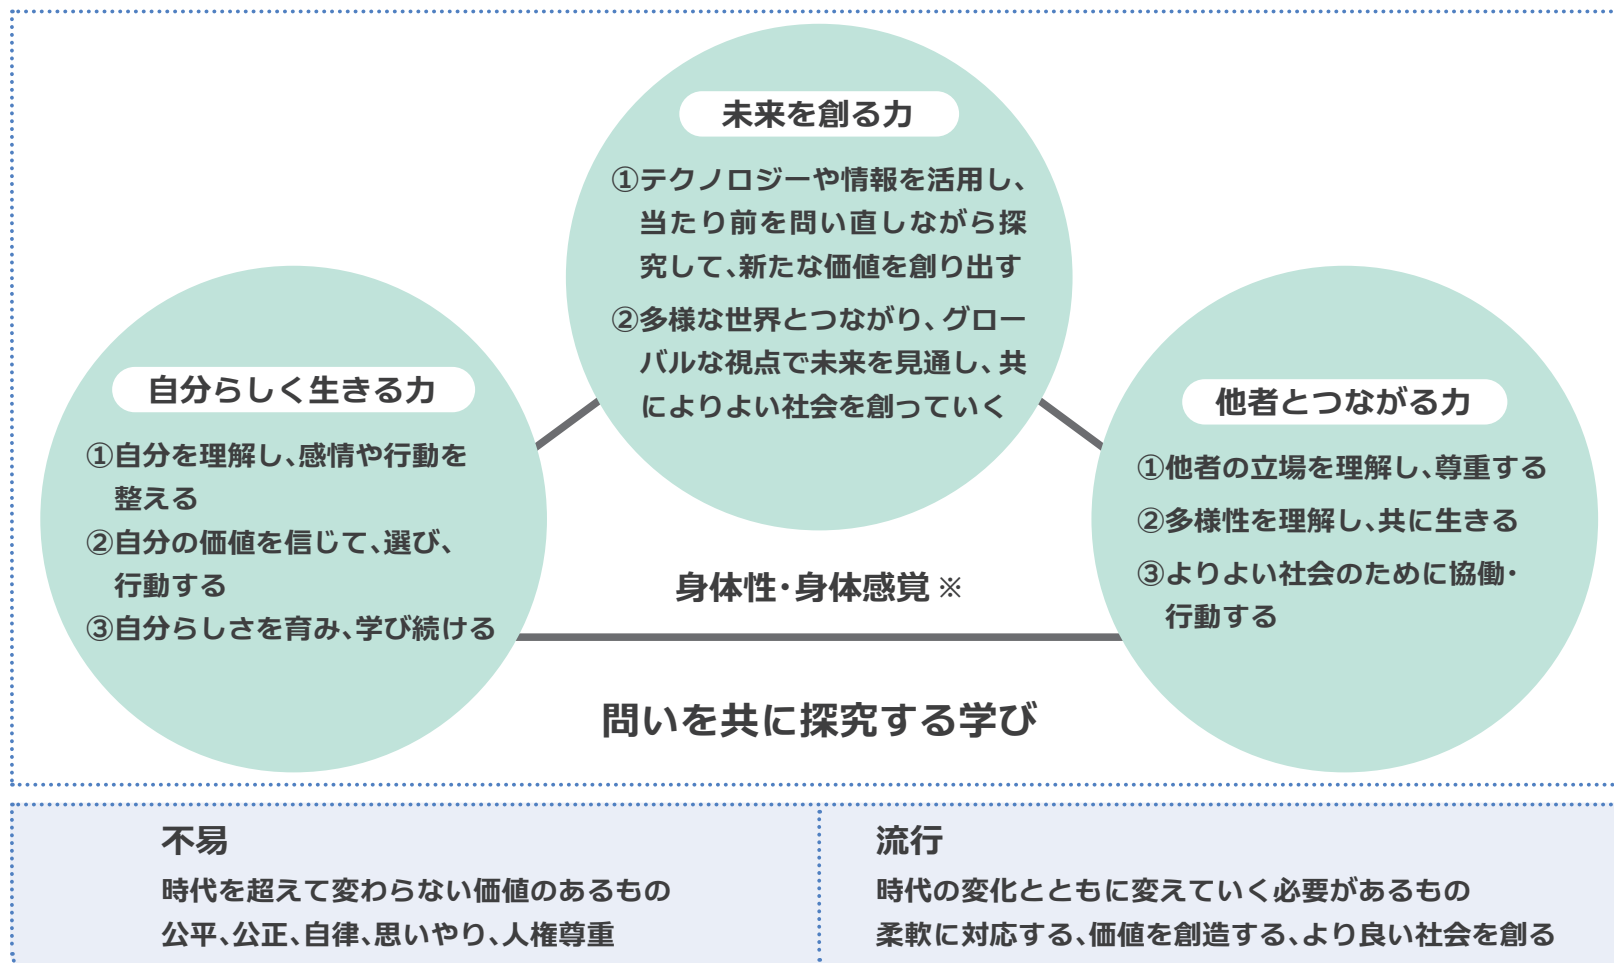 未来を創る力
①テクノロジーや情報を活用し、
当たり前を問い直しながら探
究して、新たな価値を創り出す
②多様な世界とつながり、グロー
バルな視点で未来を見通し、共
によりよい社会を創っていく
自分らしく生きる力
①自分を理解し、感情や行動を
整える
②自分の価値を信じて、選び、
行動する
③自分らしさを育み、学び続ける
他者とつながる力
①他者の立場を理解し、尊重する
②多様性を理解し、共に生きる
③よりよい社会のために協働・
行動する
身体性・身体感覚 ※
問いを共に探究する学び
不易
時代を超えて変わらない価値のあるもの
公平、公正、自律、思いやり、人権尊重
流行
時代の変化とともに変えていく必要があるもの
柔軟に対応する、価値を創造する、より良い社会を創る